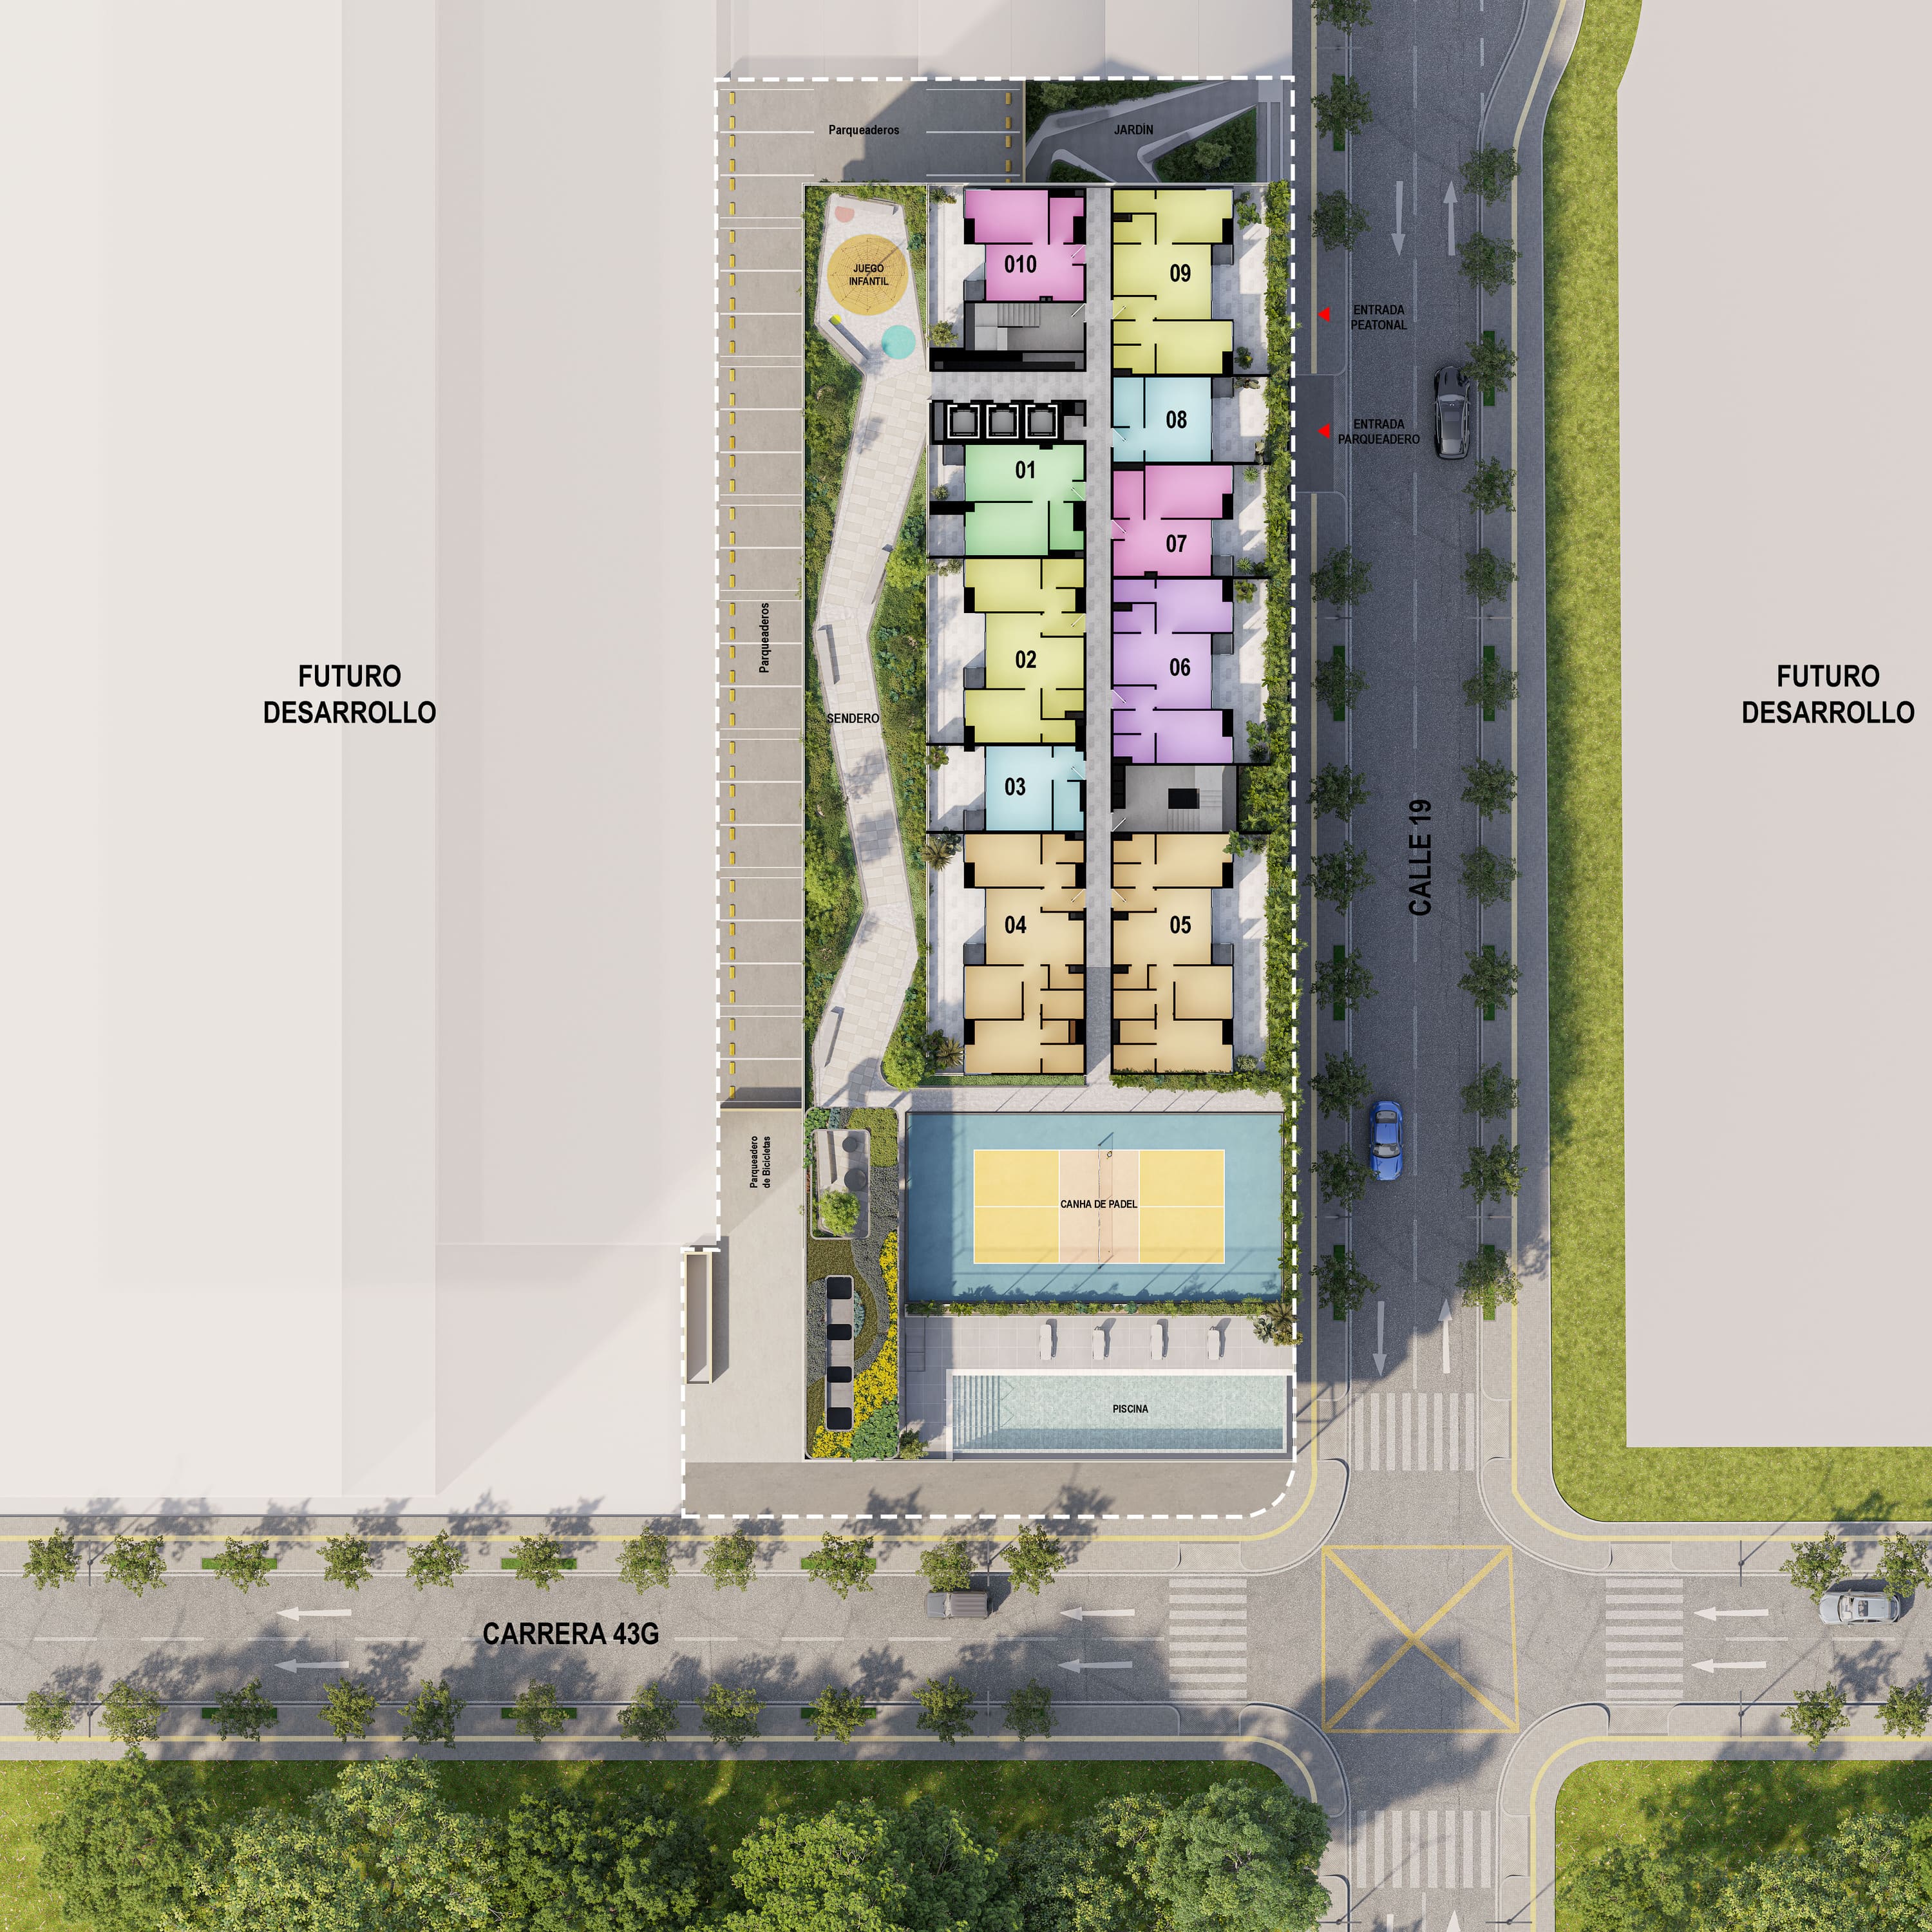 Parqueaderos
JARDÍN
JUEGO
INFANTIL
010
09
ENTRADA
PEATONAL
08
ENTRADA
PARQUEADERO
01
07
Parqueaderos
02
06
FUTURO
DESARROLLO
FUTURO
DESARROLLO
SENDERO
03
CALLE 19
04
05
Parqueadero
de Bicicletas
CANHA DE PADEL
PISCINA
CARRERA 43G